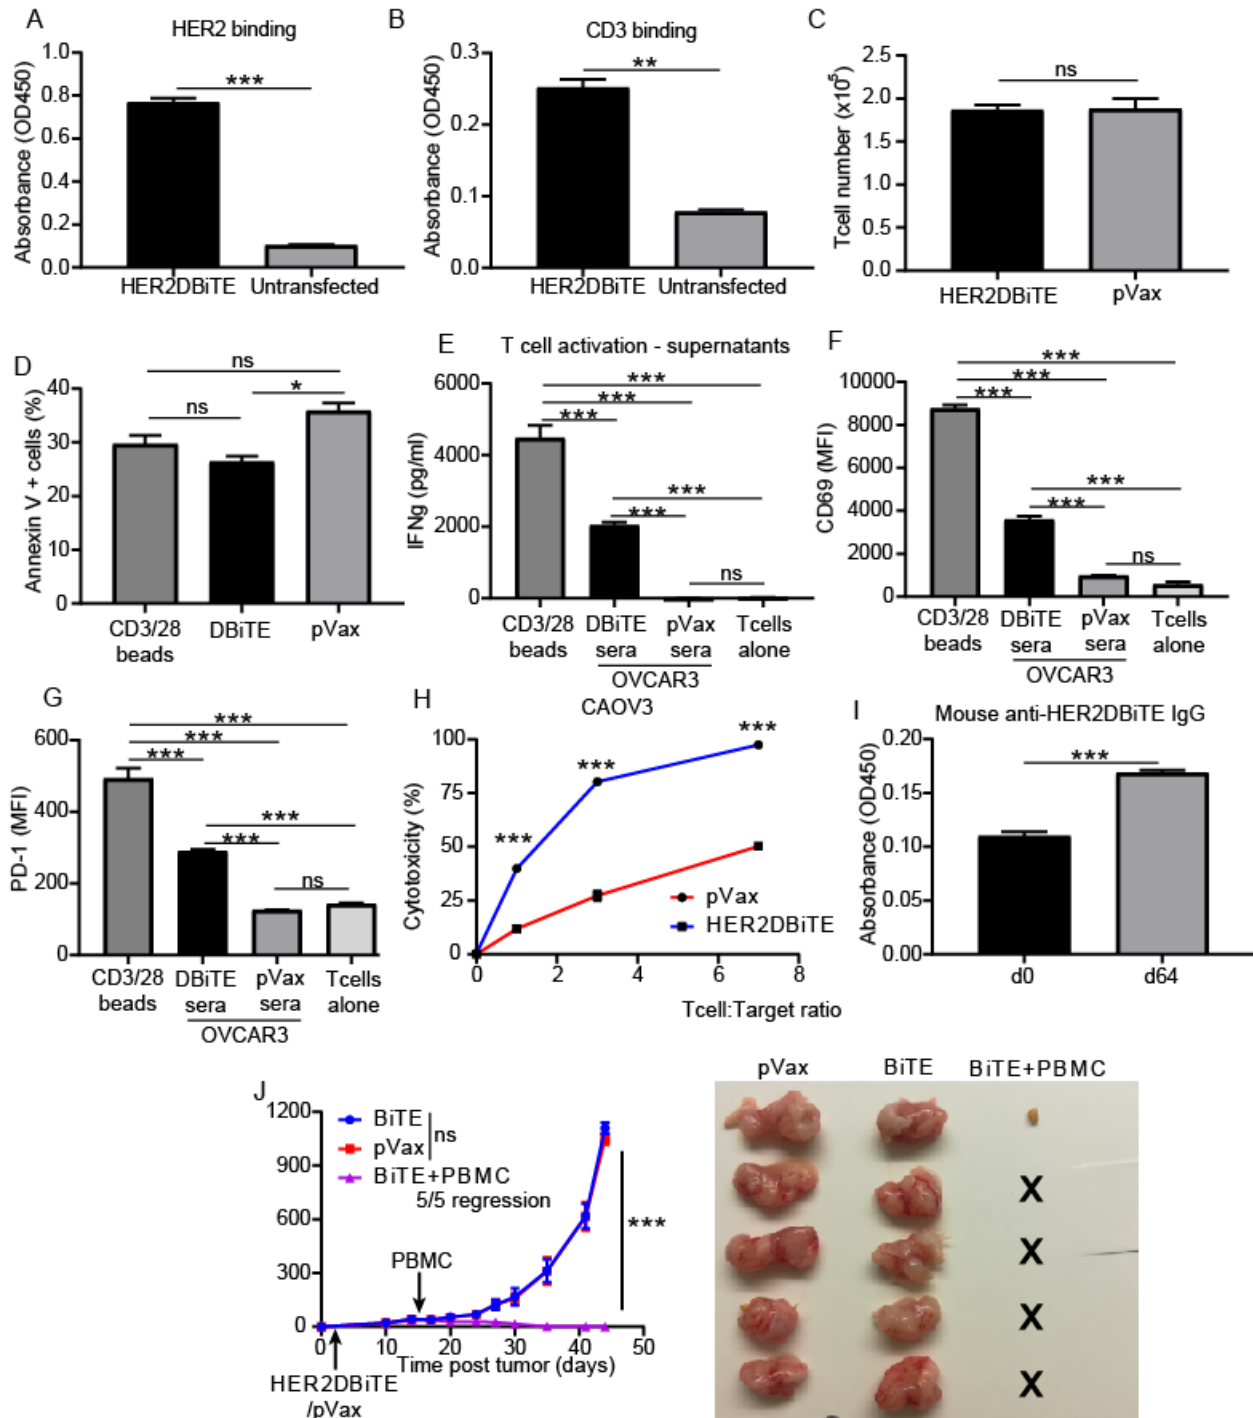 A
HER2 binding
Absorbance (OD450)
1.0
0.8
0.6
0.4
0.2
0.0
***
HER2DBiTE
Untransfected
B
CD3 binding
Absorbance (OD450)
0.3
0.2
0.1
0.0
**
HER2DBiTE
Untransfected
C
Tcell number (x10⁵)
2.5
2.0
1.5
1.0
0.5
0.0
ns
HER2DBiTE
pVax
D
Annexin V + cells (%)
40
30
20
10
0
ns
ns
*
CD3/28
beads
DBiTE
pVax
E
T cell activation - supernatants
IFNg (pg/ml)
6000
4000
2000
0
***
***
***
***
***
ns
CD3/28
beads
DBiTE
sera
pVax
sera
Tcells
alone
OVCAR3
F
CD69 (MFI)
10000
8000
6000
4000
2000
0
***
***
***
***
***
ns
CD3/28
beads
DBiTE
sera
pVax
sera
Tcells
alone
OVCAR3
G
PD-1 (MFI)
600
400
200
0
***
***
***
***
***
ns
CD3/28
beads
DBiTE
sera
pVax
sera
Tcells
alone
OVCAR3
H
CAOV3
Cytotoxicity (%)
100
75
50
25
0
***
***
***
pVax
HER2DBiTE
0
2
4
6
8
Tcell:Target ratio
I
Mouse anti-HER2DBiTE IgG
Absorbance (OD450)
0.20
0.15
0.10
0.05
0.00
***
d0
d64
J
1200
900
600
300
0
BiTE
pVax
ns
BiTE+PBMC
5/5 regression
***
PBMC
0
10
20
30
40
50
Time post tumor (days)
HER2DBiTE
/pVax
pVax
BiTE
BiTE+PBMC
X
X
X
X